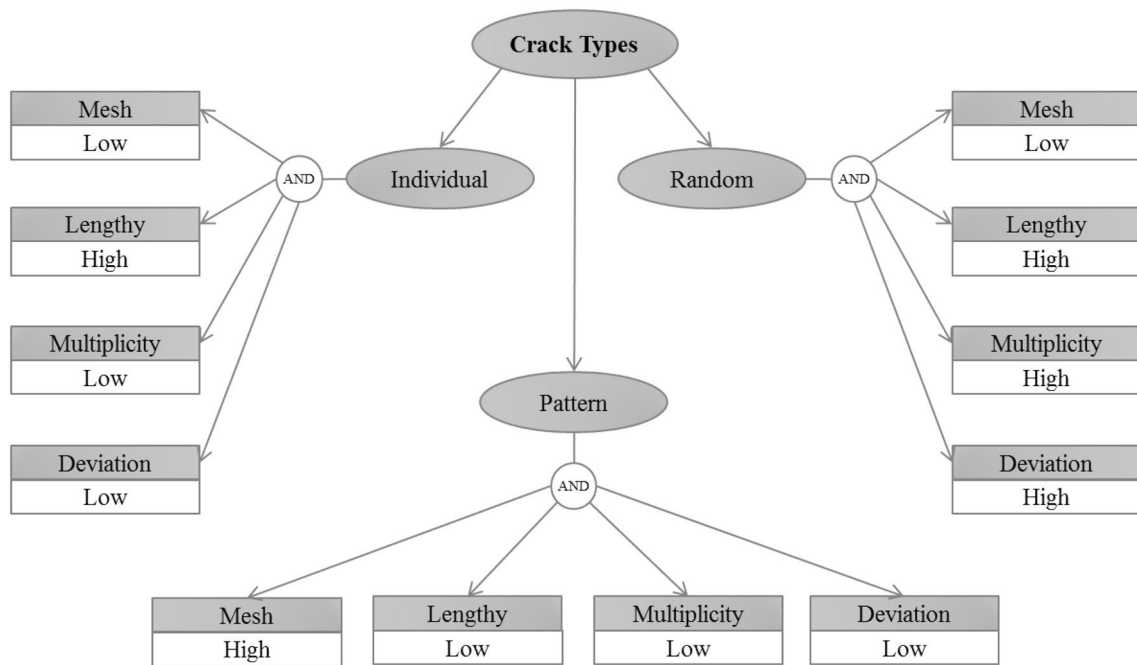 Crack Types
Individual
AND
Mesh
Low
Lengthy
High
Multiplicity
Low
Deviation
Low
Random
AND
Mesh
Low
Lengthy
High
Multiplicity
High
Deviation
High
Pattern
AND
Mesh
High
Lengthy
Low
Multiplicity
Low
Deviation
Low